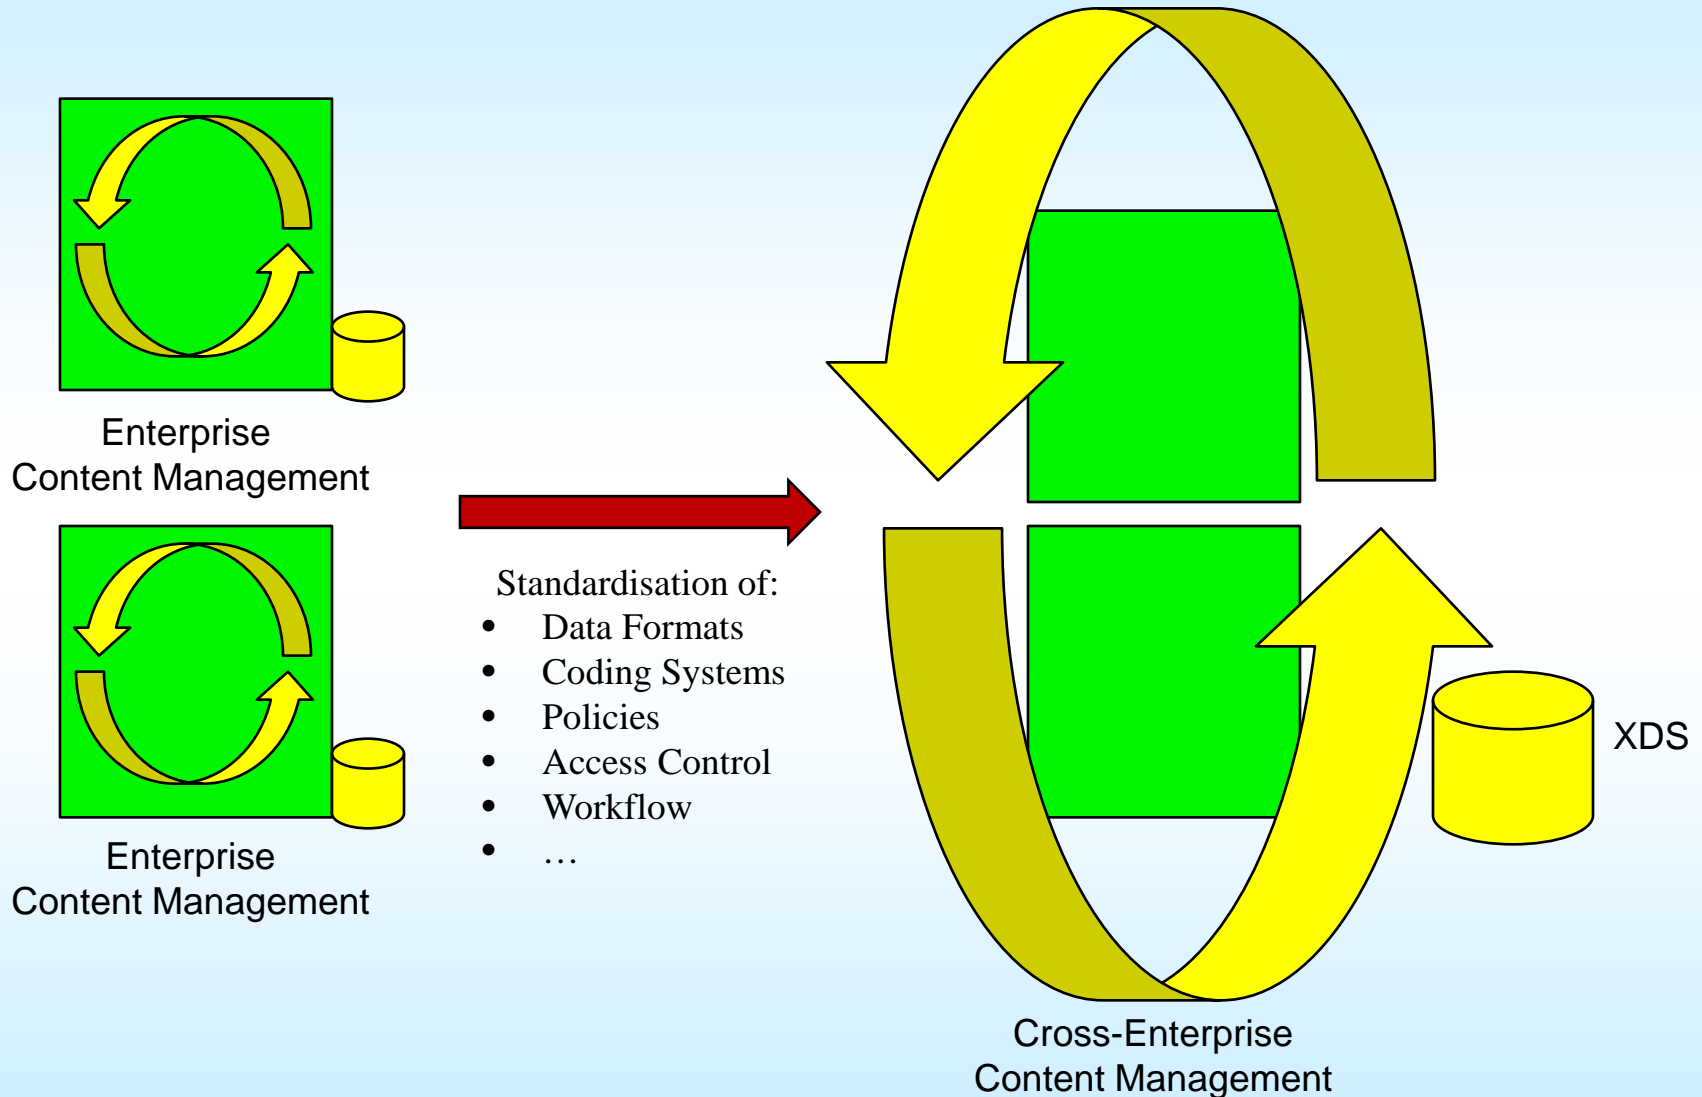 Enterprise
Content Management
Enterprise
Content Management
Standardisation of:
• Data Formats
• Coding Systems
• Policies
• Access Control
• Workflow
• …
XDS
Cross-Enterprise
Content Management